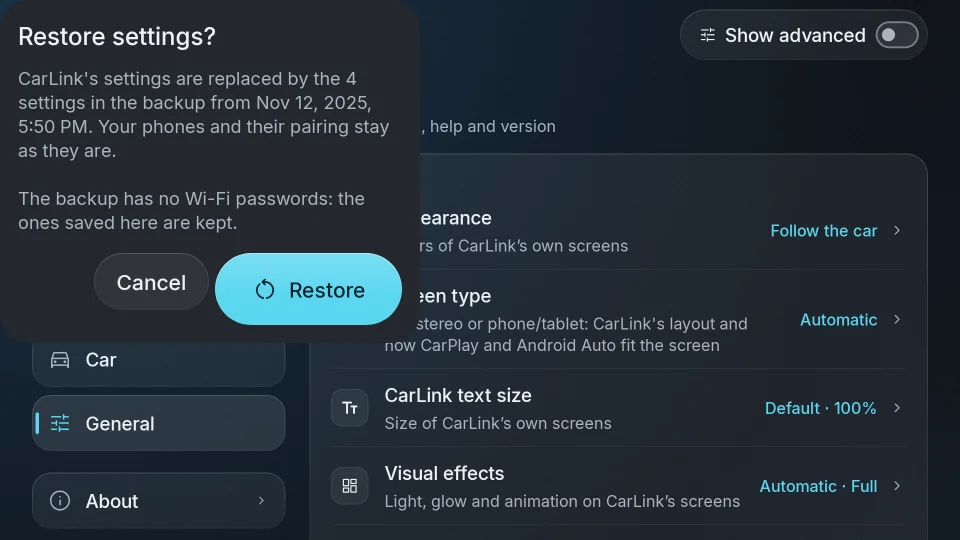 Restore settings?
CarLink's settings are replaced by the 4
settings in the backup from Nov 12, 2025,
5:50 PM. Your phones and their pairing stay
as they are.
The backup has no Wi-Fi passwords: the
ones saved here are kept.
Cancel
Restore
Show advanced
, help and version
earance
rs of CarLink’s own screens
Follow the car
een type
stereo or phone/tablet: CarLink's layout and
how CarPlay and Android Auto fit the screen
Automatic
CarLink text size
Size of CarLink’s own screens
Default · 100%
Visual effects
Light, glow and animation on CarLink’s screens
Automatic · Full
Car
General
About